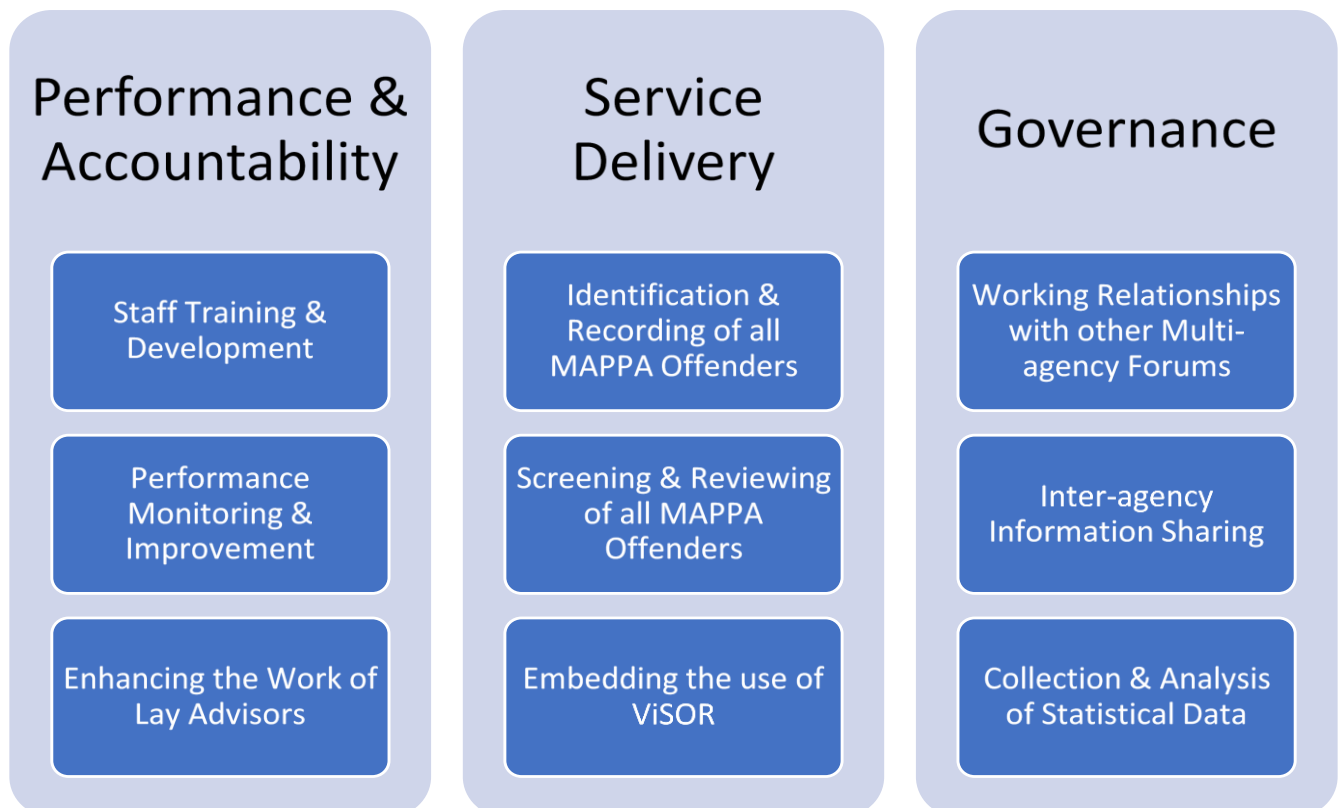 Performance &
Accountability
Staff Training &
Development
Performance
Monitoring &
Improvement
Enhancing the Work of
Lay Advisors
Service
Delivery
Identification &
Recording of all
MAPPA Offenders
Screening & Reviewing
of all MAPPA
Offenders
Embedding the use of
ViSOR
Governance
Working Relationships
with other Multi-
agency Forums
Inter-agency
Information Sharing
Collection & Analysis
of Statistical Data